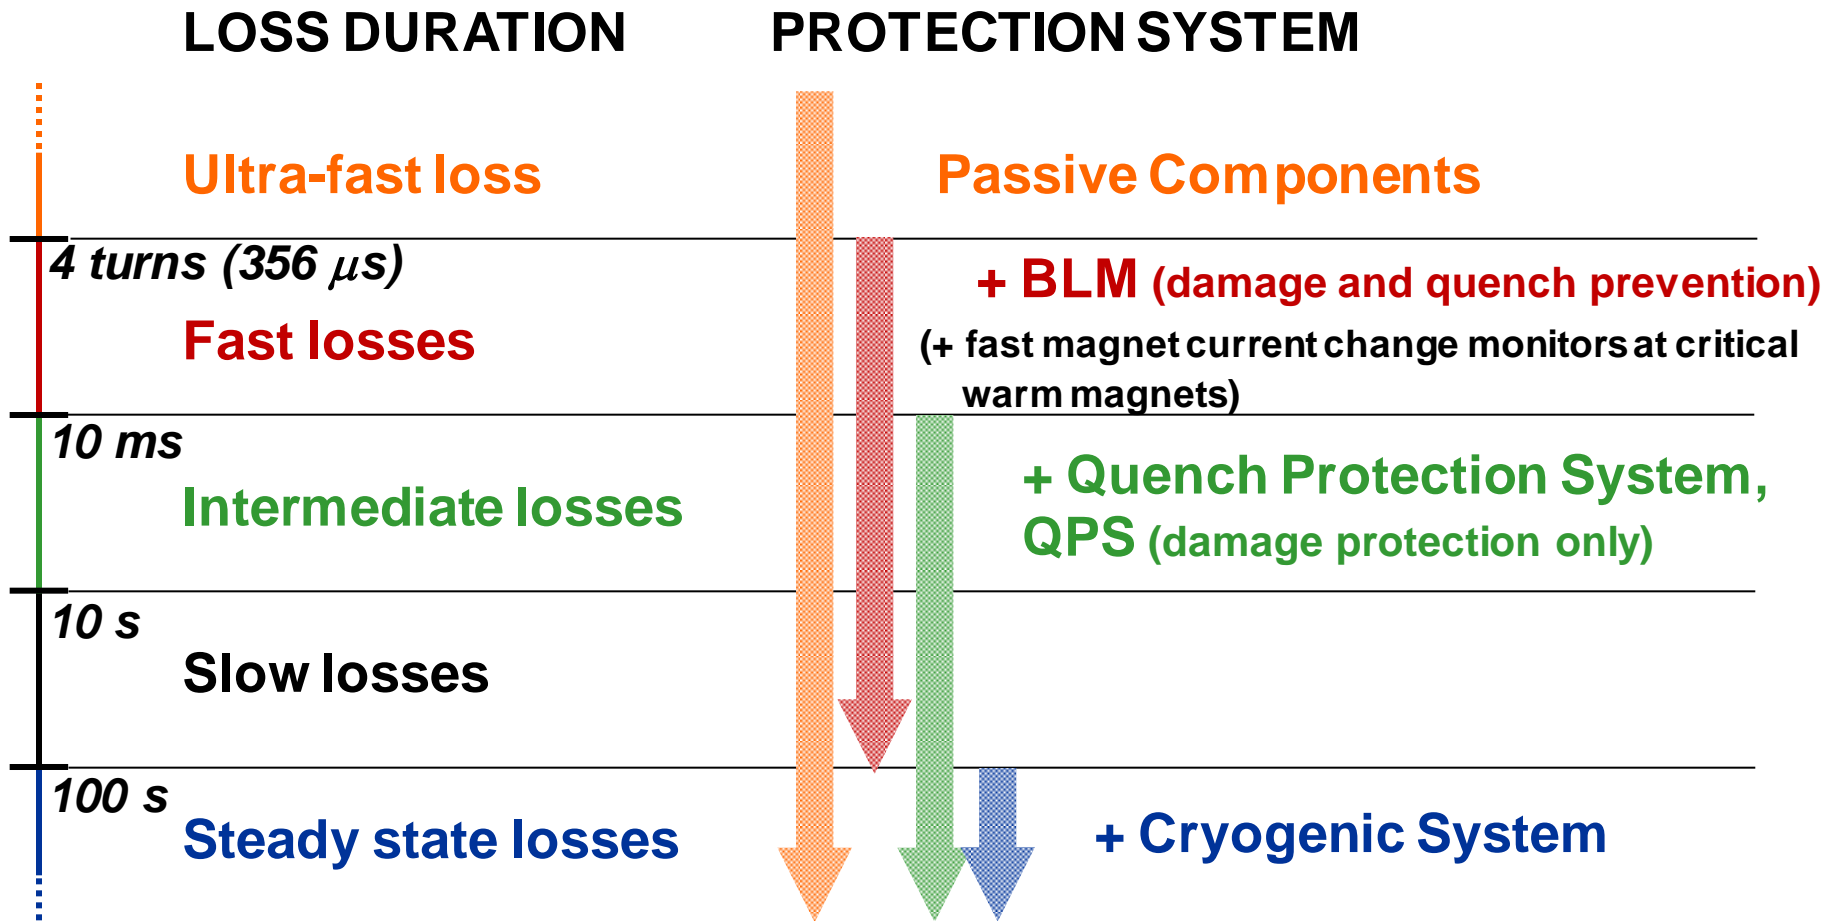 LOSS DURATION PROTECTION SYSTEM
Ultra-fast loss Passive Components
4 turns (356 μs)
+ BLM (damage and quench prevention)
Fast losses
(+ fast magnet current change monitors at critical
warm magnets)
10 ms
+ Quench Protection System,
Intermediate losses
QPS (damage protection only)
10 s
Slow losses
100 s
Steady state losses + Cryogenic System